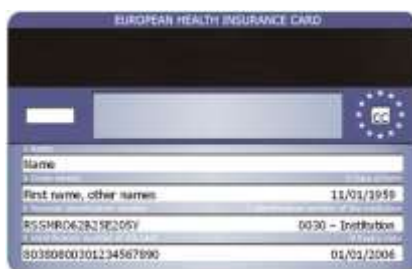 EUROPEAN HEALTH INSURANCE CARD
CC
Name
First name, other names 11/01/1959
RSSMRO62B25E205Y 0030 – Institution
80380800301234567890 01/01/2006